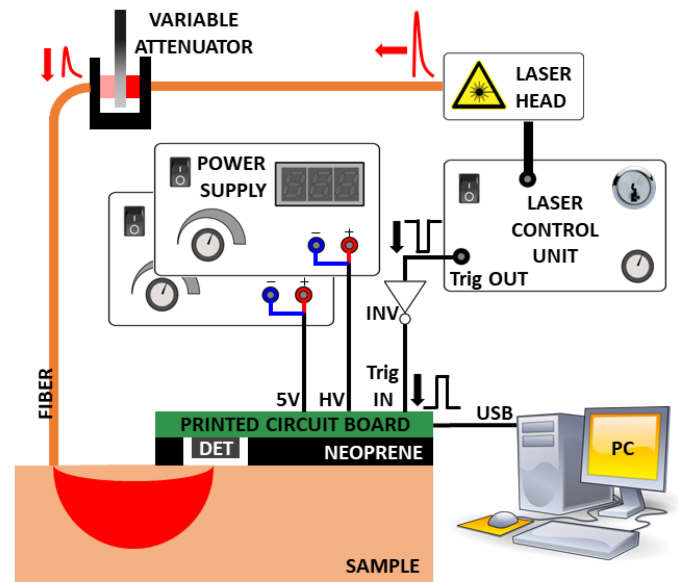 VARIABLE
ATTENUATOR
LASER
HEAD
POWER
SUPPLY
LASER
CONTROL
UNIT
Trig OUT
INV
FIBER
5V
HV
Trig
IN
USB
PRINTED CIRCUIT BOARD
DET
NEOPRENE
PC
SAMPLE